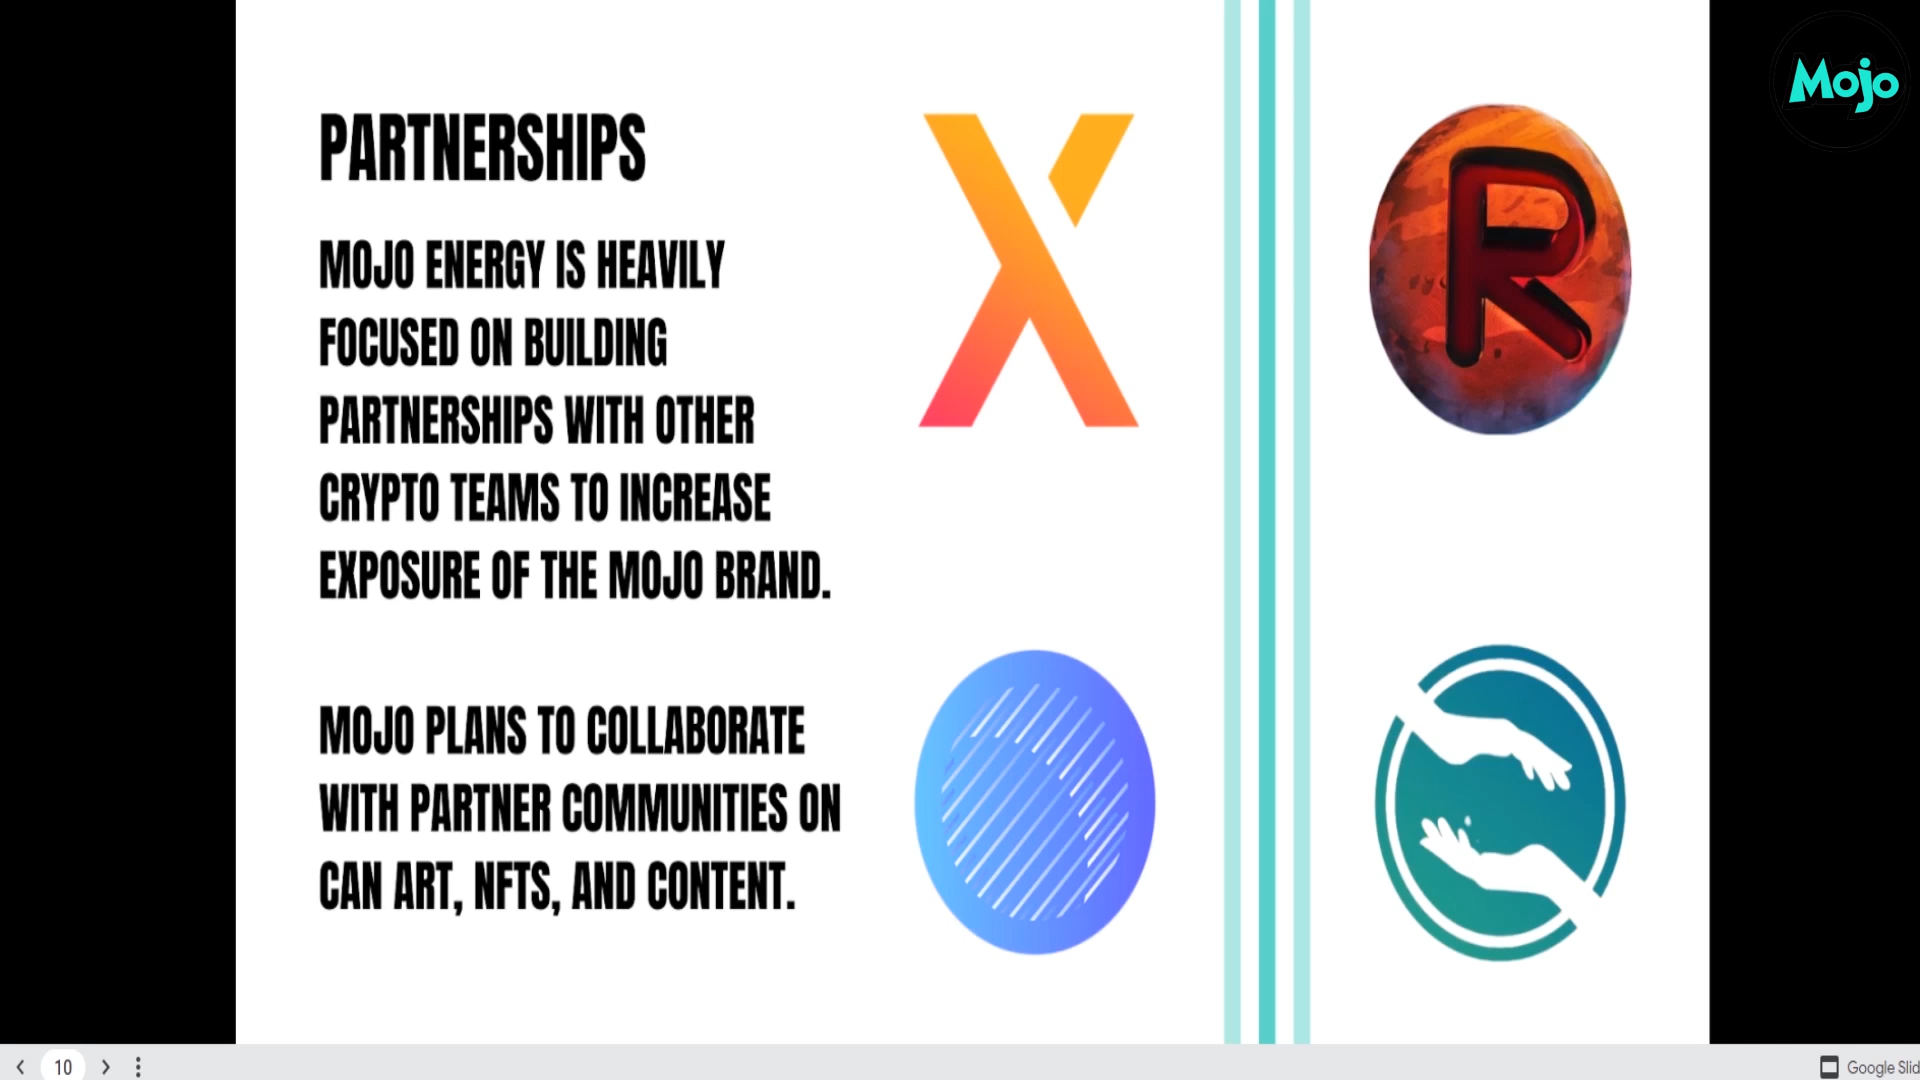 Mojo
PARTNERSHIPS
MOJO ENERGY IS HEAVILY
FOCUSED ON BUILDING
PARTNERSHIPS WITH OTHER
CRYPTO TEAMS TO INCREASE
EXPOSURE OF THE MOJO BRAND.
MOJO PLANS TO COLLABORATE
WITH PARTNER COMMUNITIES ON
CAN ART, NFTS, AND CONTENT.
X
R
10
Google Slid